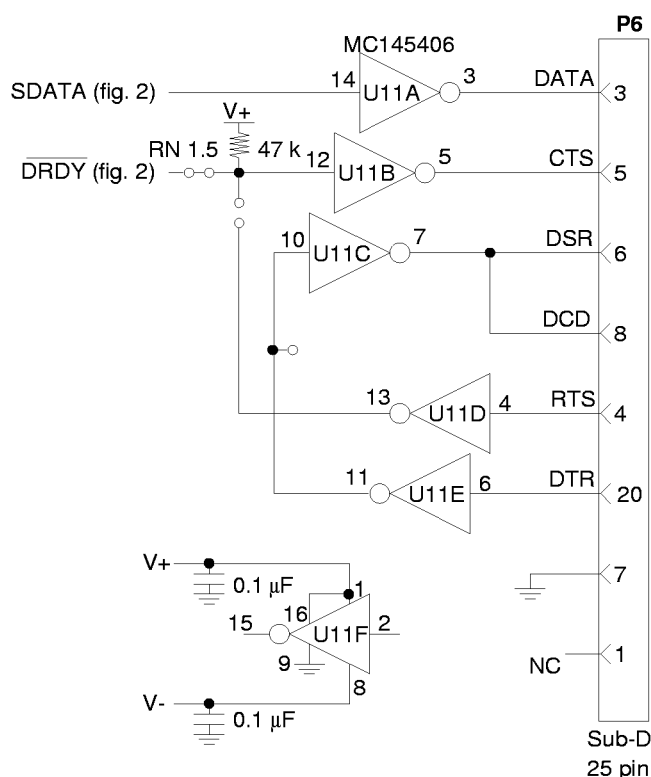 P6
MC145406
SDATA (fig. 2)
14
U11A
3
DATA
3
V+
RN 1.5
47 k
DRDY (fig. 2)
12
U11B
5
CTS
5
10
U11C
7
DSR
6
DCD
8
13
U11D
4
RTS
4
11
U11E
6
DTR
20
V+
0.1 µF
1
16
15
U11F
2
9
8
V-
0.1 µF
7
NC
1
Sub-D
25 pin